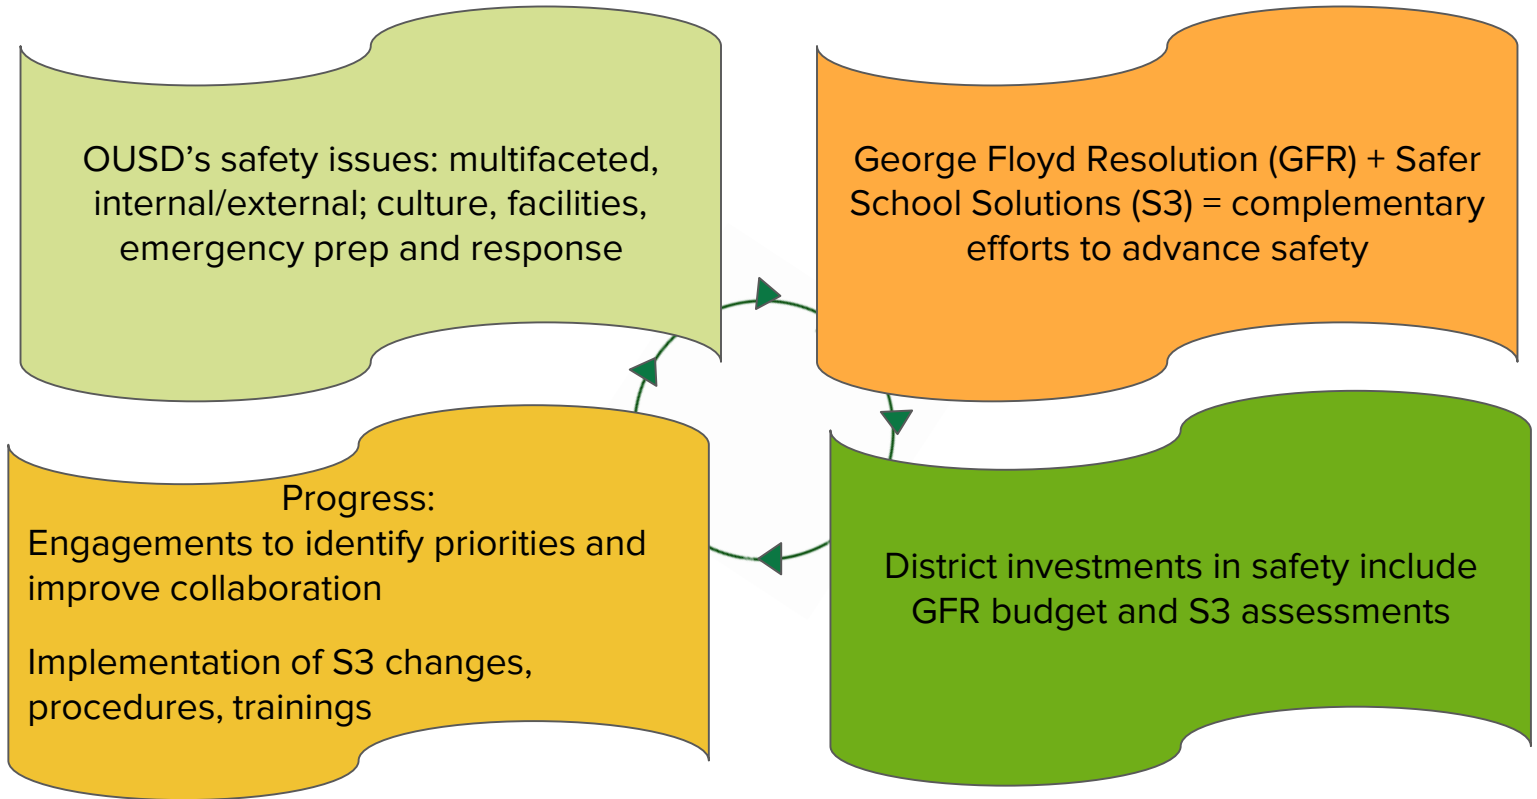 OUSD’s safety issues: multifaceted,
internal/external; culture, facilities,
emergency prep and response
George Floyd Resolution (GFR) + Safer
School Solutions (S3) = complementary
efforts to advance safety
Progress:
Engagements to identify priorities and
improve collaboration
Implementation of S3 changes,
procedures, trainings
District investments in safety include
GFR budget and S3 assessments